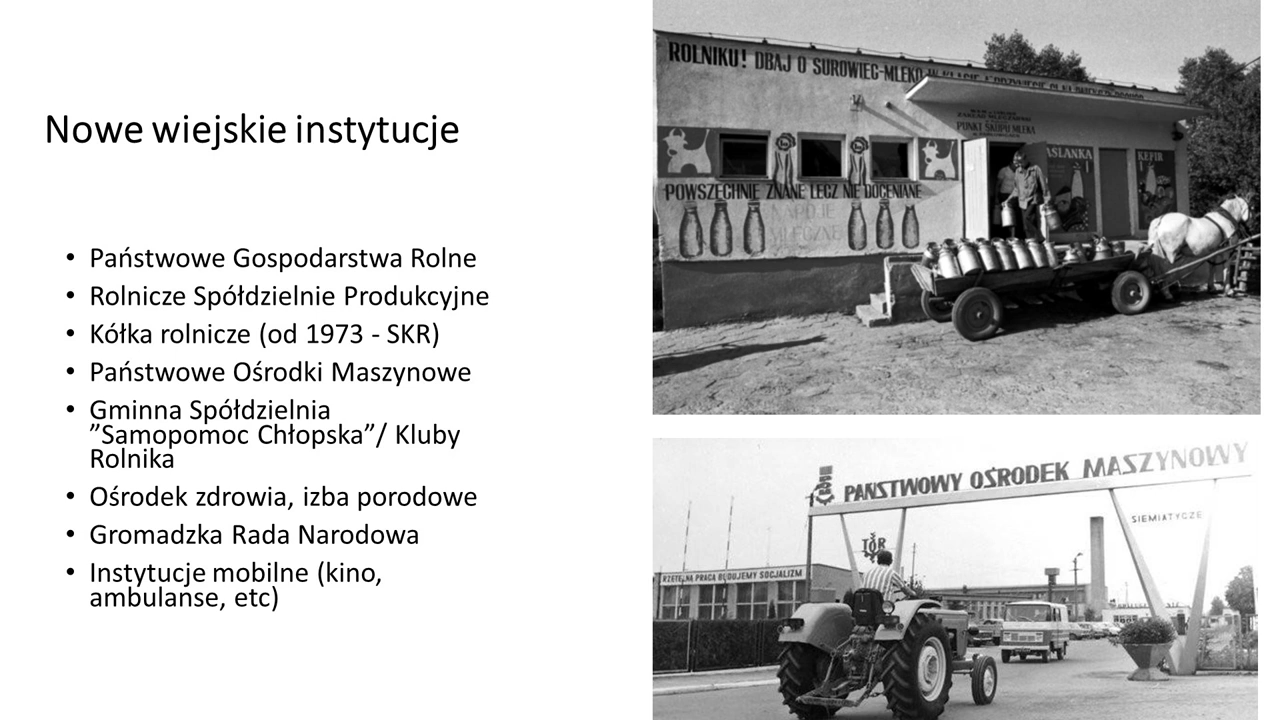 Nowe wiejskie instytucje
• Państwowe Gospodarstwa Rolne
• Rolnicze Spółdzielnie Produkcyjne
• Kółka rolnicze (od 1973 - SKR)
• Państwowe Ośrodki Maszynowe
• Gminna Spółdzielnia
”Samopomoc Chłopska”/ Kluby
Rolnika
• Ośrodek zdrowia, izba porodowe
• Gromadzka Rada Narodowa
• Instytucje mobilne (kino,
ambulanse, etc)
ROLNIKU! DBAJ O SUROWIEC-MLEKO
PUNKT SKUPU MLEKA
ASLANKA
KEFIR
POWSZECHNIE ZNANE LECZ NIE DOCENIANE
NAPOJE
MLECZNE
PAŃSTWOWY OŚRODEK MASZYNOWY
SIEMIATYCZE
TOR
RZETELNĄ PRACĄ BUDUJEMY SOCJALIZM